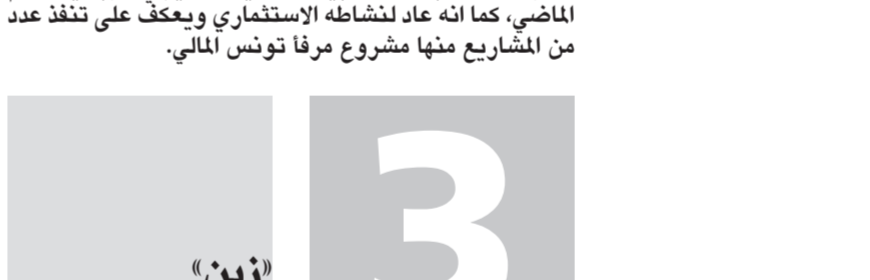 الماضي، كما انه عاد لنشاطه الاستثماري ويعكف على تنفذ عدد
من المشاريع منها مشروع مرفأ تونس المالي.
3
«زين»